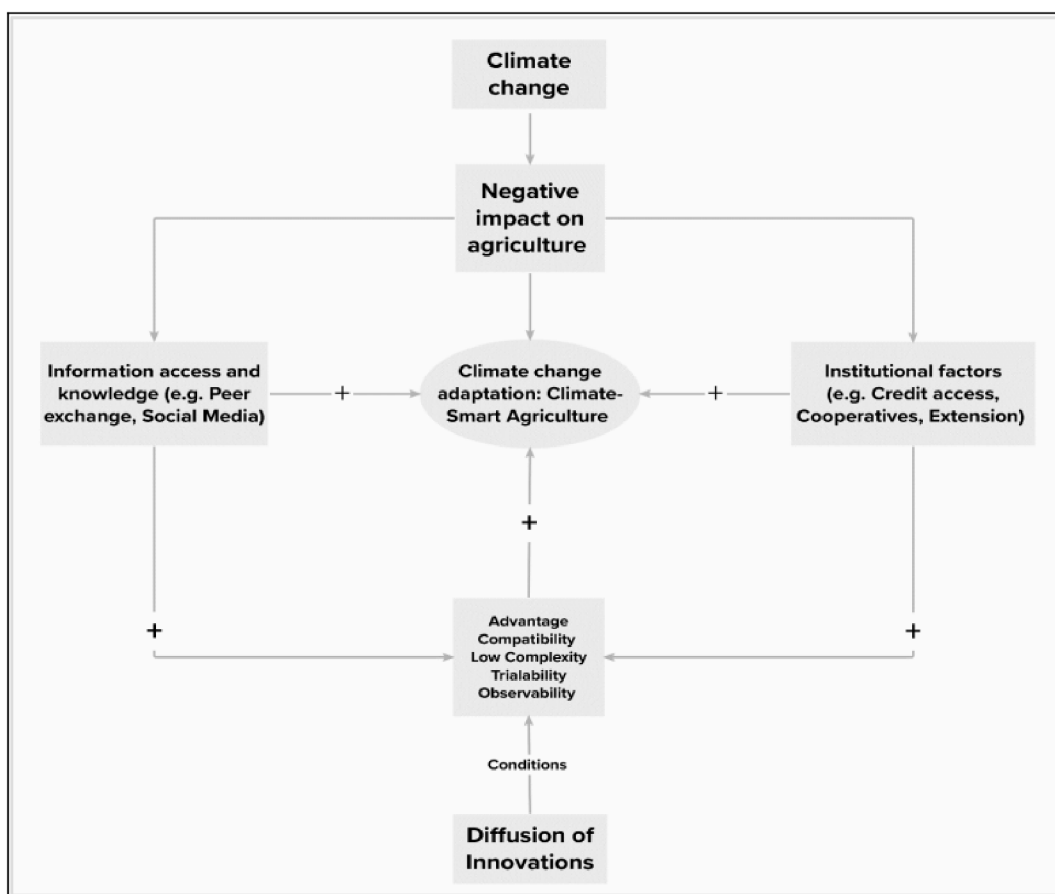 Climate
change
Negative
impact on
agriculture
Information access and
knowledge (e.g. Peer
exchange, Social Media)
+
Climate change
adaptation: Climate-
Smart Agriculture
+
Institutional factors
(e.g. Credit access,
Cooperatives, Extension)
+
+
+
Advantage
Compatibility
Low Complexity
Trialability
Observability
Conditions
Diffusion of
Innovations